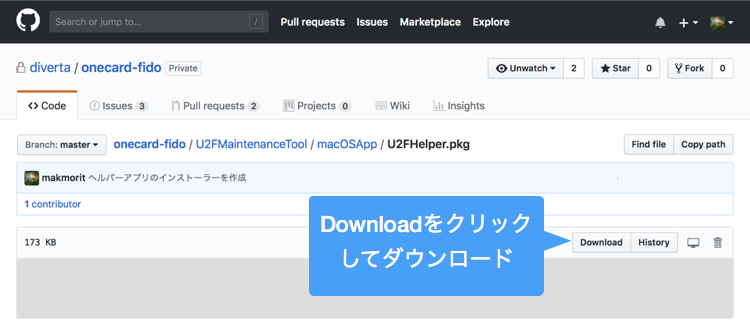 Search or jump to... / Pull requests Issues Marketplace Explore
diverta / onecard-fido Private Unwatch 2 Star 0 Fork 0
Code Issues 3 Pull requests 2 Projects 0 Wiki Insights
Branch: master onecard-fido / U2FMaintenanceTool / macOSApp / U2FHelper.pkg Find file Copy path
makmorit ヘルパーアプリのインストーラーを作成
1 contributor
Downloadをクリック
してダウンロード
173 KB Download History